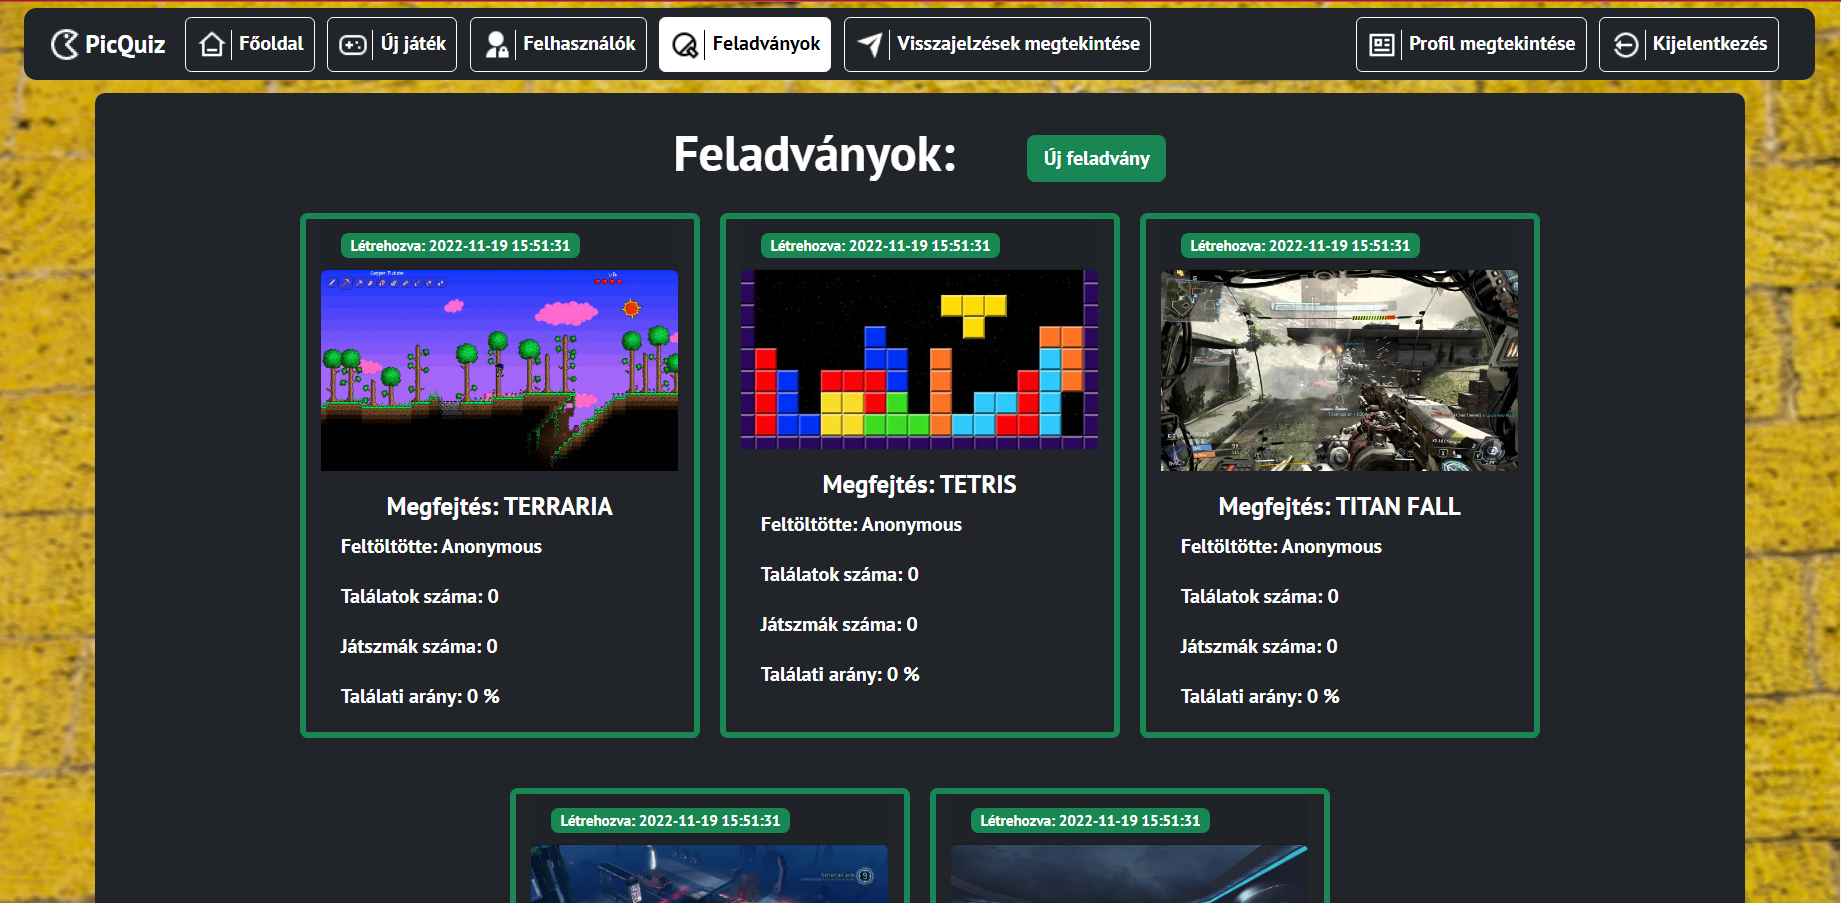 PicQuiz
Főoldal
Új játék
Felhasználók
Feladványok
Visszajelzések megtekintése
Profil megtekintése
Kijelentkezés
Feladványok:
Új feladvány
Létrehozva: 2022-11-19 15:51:31
Létrehozva: 2022-11-19 15:51:31
Létrehozva: 2022-11-19 15:51:31
Megfejtés: TERRARIA
Feltöltötte: Anonymous
Találatok száma: 0
Játszmák száma: 0
Találati arány: 0 %
Megfejtés: TETRIS
Feltöltötte: Anonymous
Találatok száma: 0
Játszmák száma: 0
Találati arány: 0 %
Megfejtés: TITAN FALL
Feltöltötte: Anonymous
Találatok száma: 0
Játszmák száma: 0
Találati arány: 0 %
Létrehozva: 2022-11-19 15:51:31
Létrehozva: 2022-11-19 15:51:31